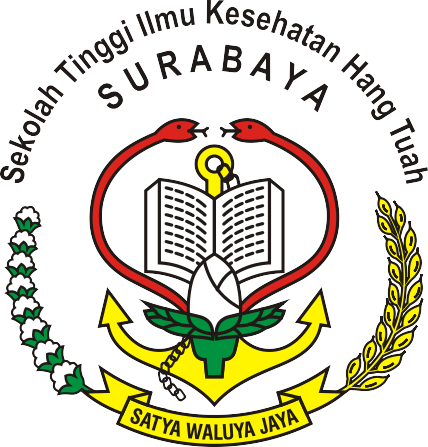 Sekolah Tinggi Ilmu Kesehatan Hang Tuah
SURABAYA
SATYA WALUYA JAYA